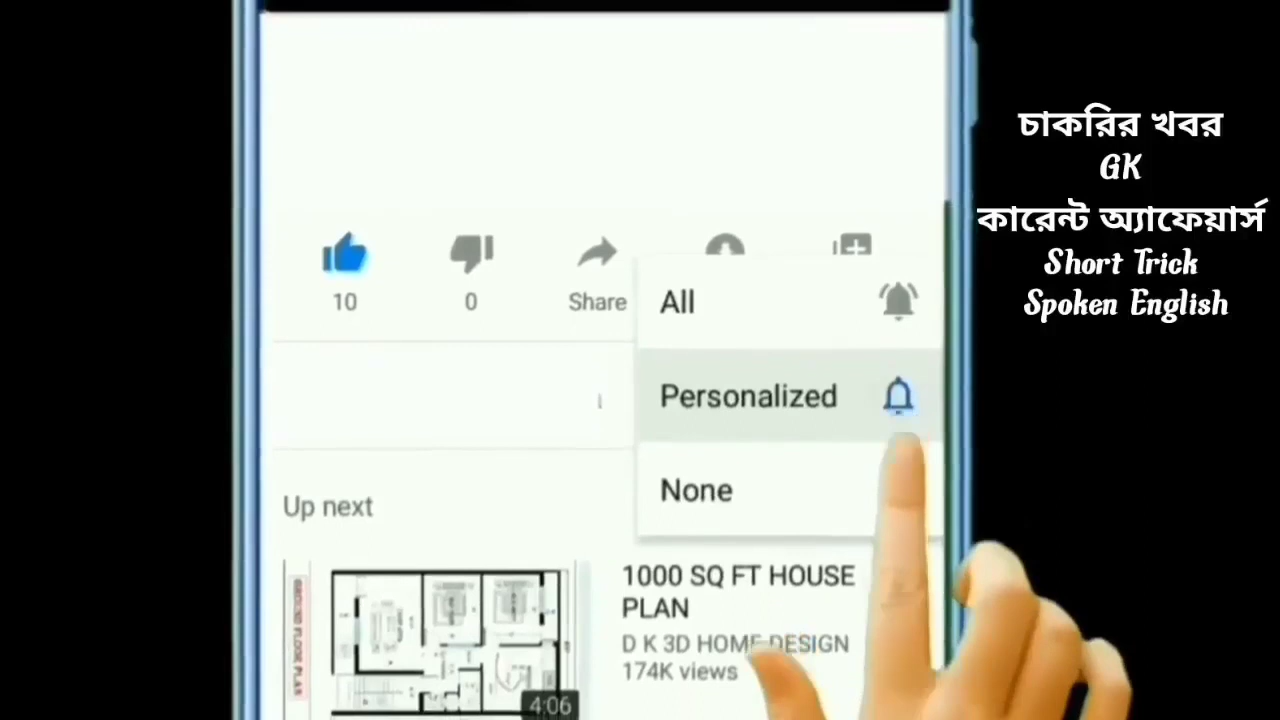 চাকরির খবর
GK
কারেন্ট অ্যাফেয়ার্স
Short Trick
Spoken English
10
0
Share
All
Personalized
None
Up next
1000 SQ FT HOUSE
PLAN
D K 3D HOME DESIGN
174K views
4:06